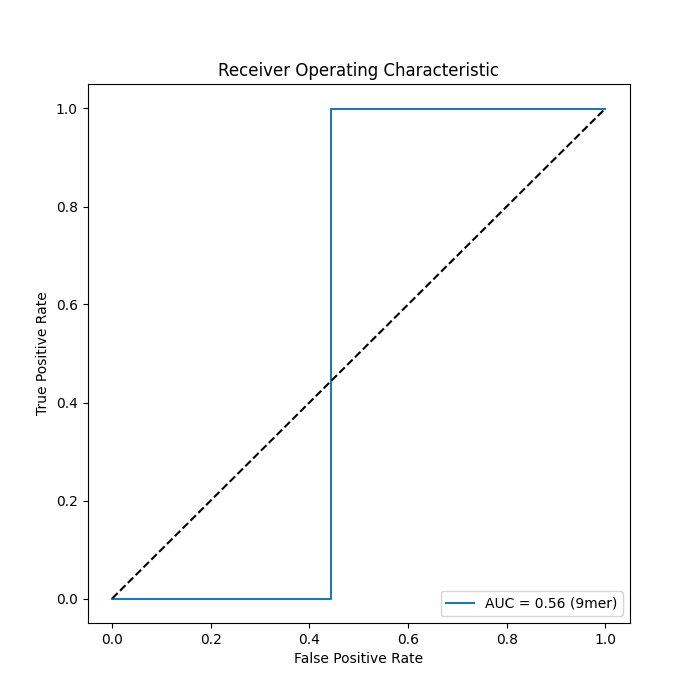 Receiver Operating Characteristic
1.0
0.8
0.6
0.4
0.2
0.0
True Positive Rate
AUC = 0.56 (9mer)
0.0 0.2 0.4 0.6 0.8 1.0
False Positive Rate